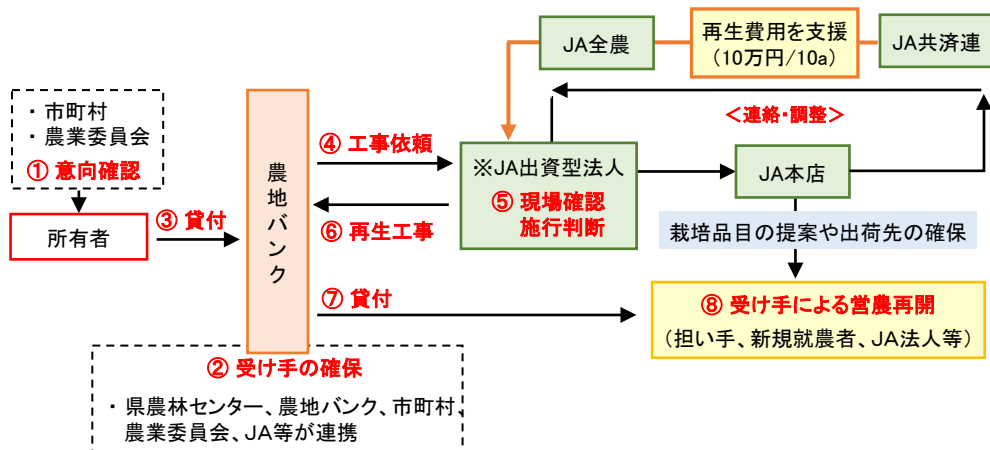 JA全農
再生費用を支援
（10万円/10a）
JA共済連
・ 市町村
・ 農業委員会
① 意向確認
所有者
③ 貸付
農地バンク
④ 工事依頼
⑥ 再生工事
⑦ 貸付
＜連絡・調整＞
※JA出資型法人
⑤ 現場確認
施行判断
JA本店
栽培品目の提案や出荷先の確保
⑧ 受け手による営農再開
（担い手、新規就農者、JA法人等）
② 受け手の確保
・ 県農林センター、農地バンク、市町村、
農業委員会、JA等が連携